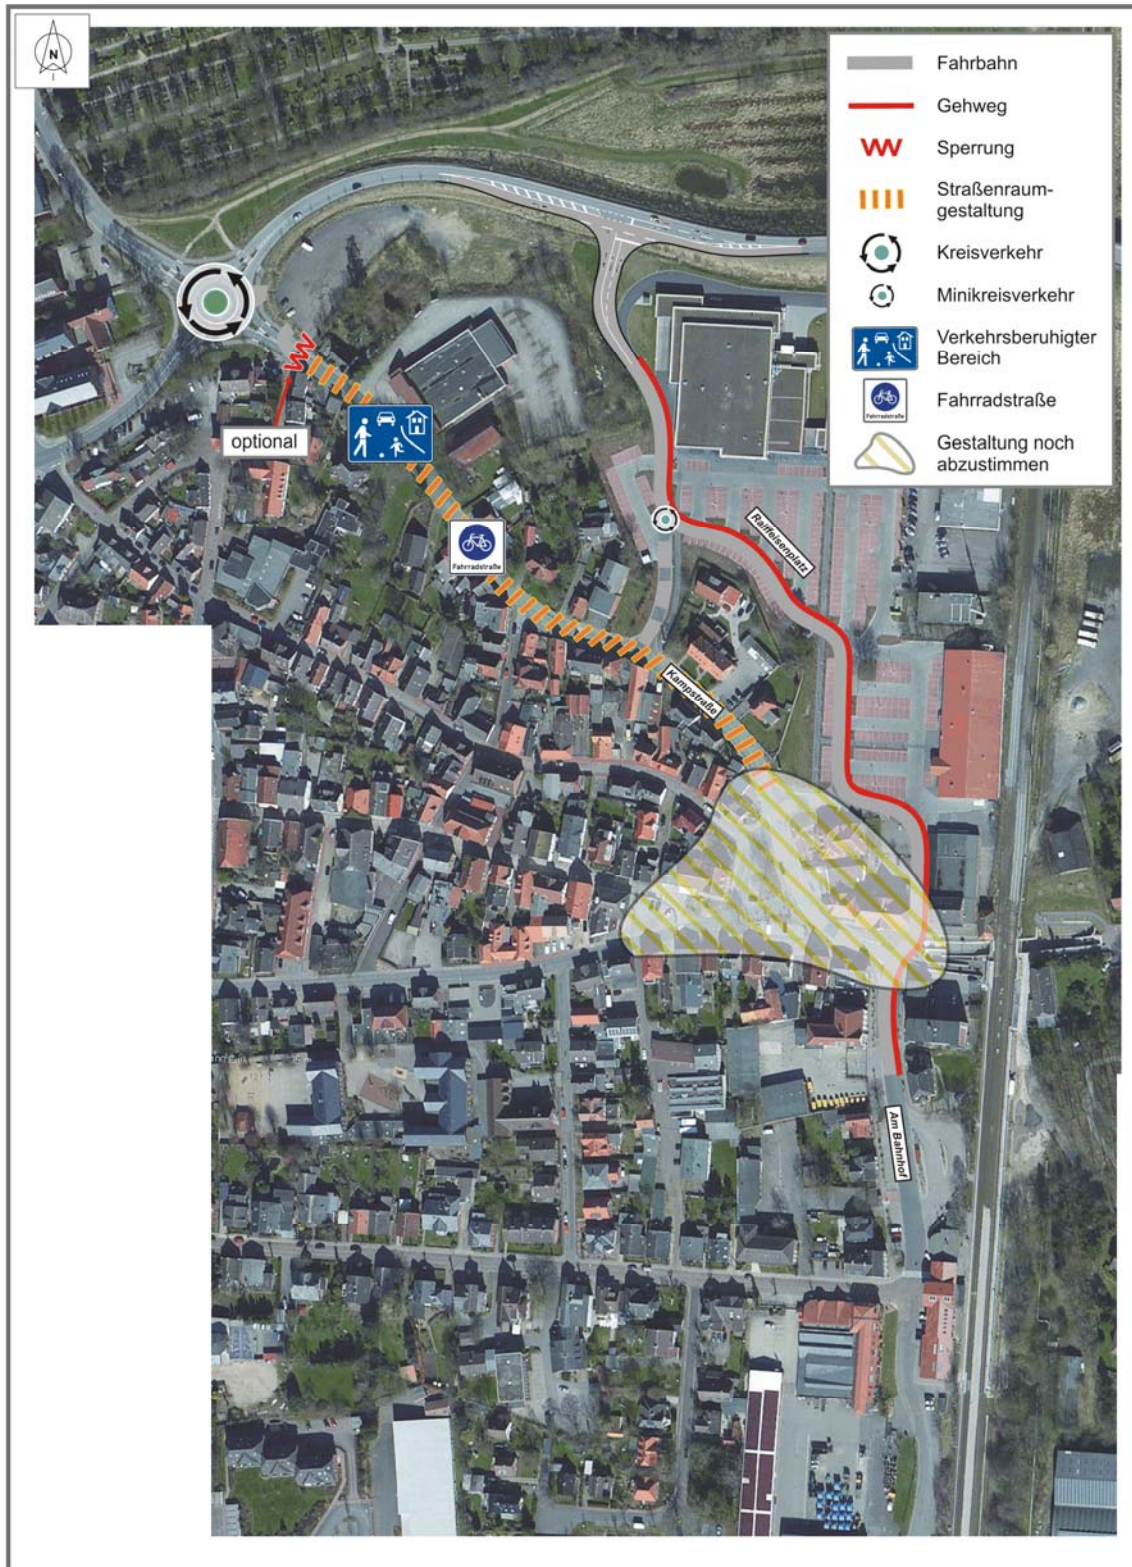 N
Fahrbahn
Gehweg
Sperrung
Straßenraum-
gestaltung
Kreisverkehr
Minikreisverkehr
Verkehrsberuhigter
Bereich
Fahrradstraße
Fahrradstraße
Gestaltung noch
abzustimmen
optional
Fahrradstraße
Raiffeisenplatz
Kampstraße
Am Bahnhof